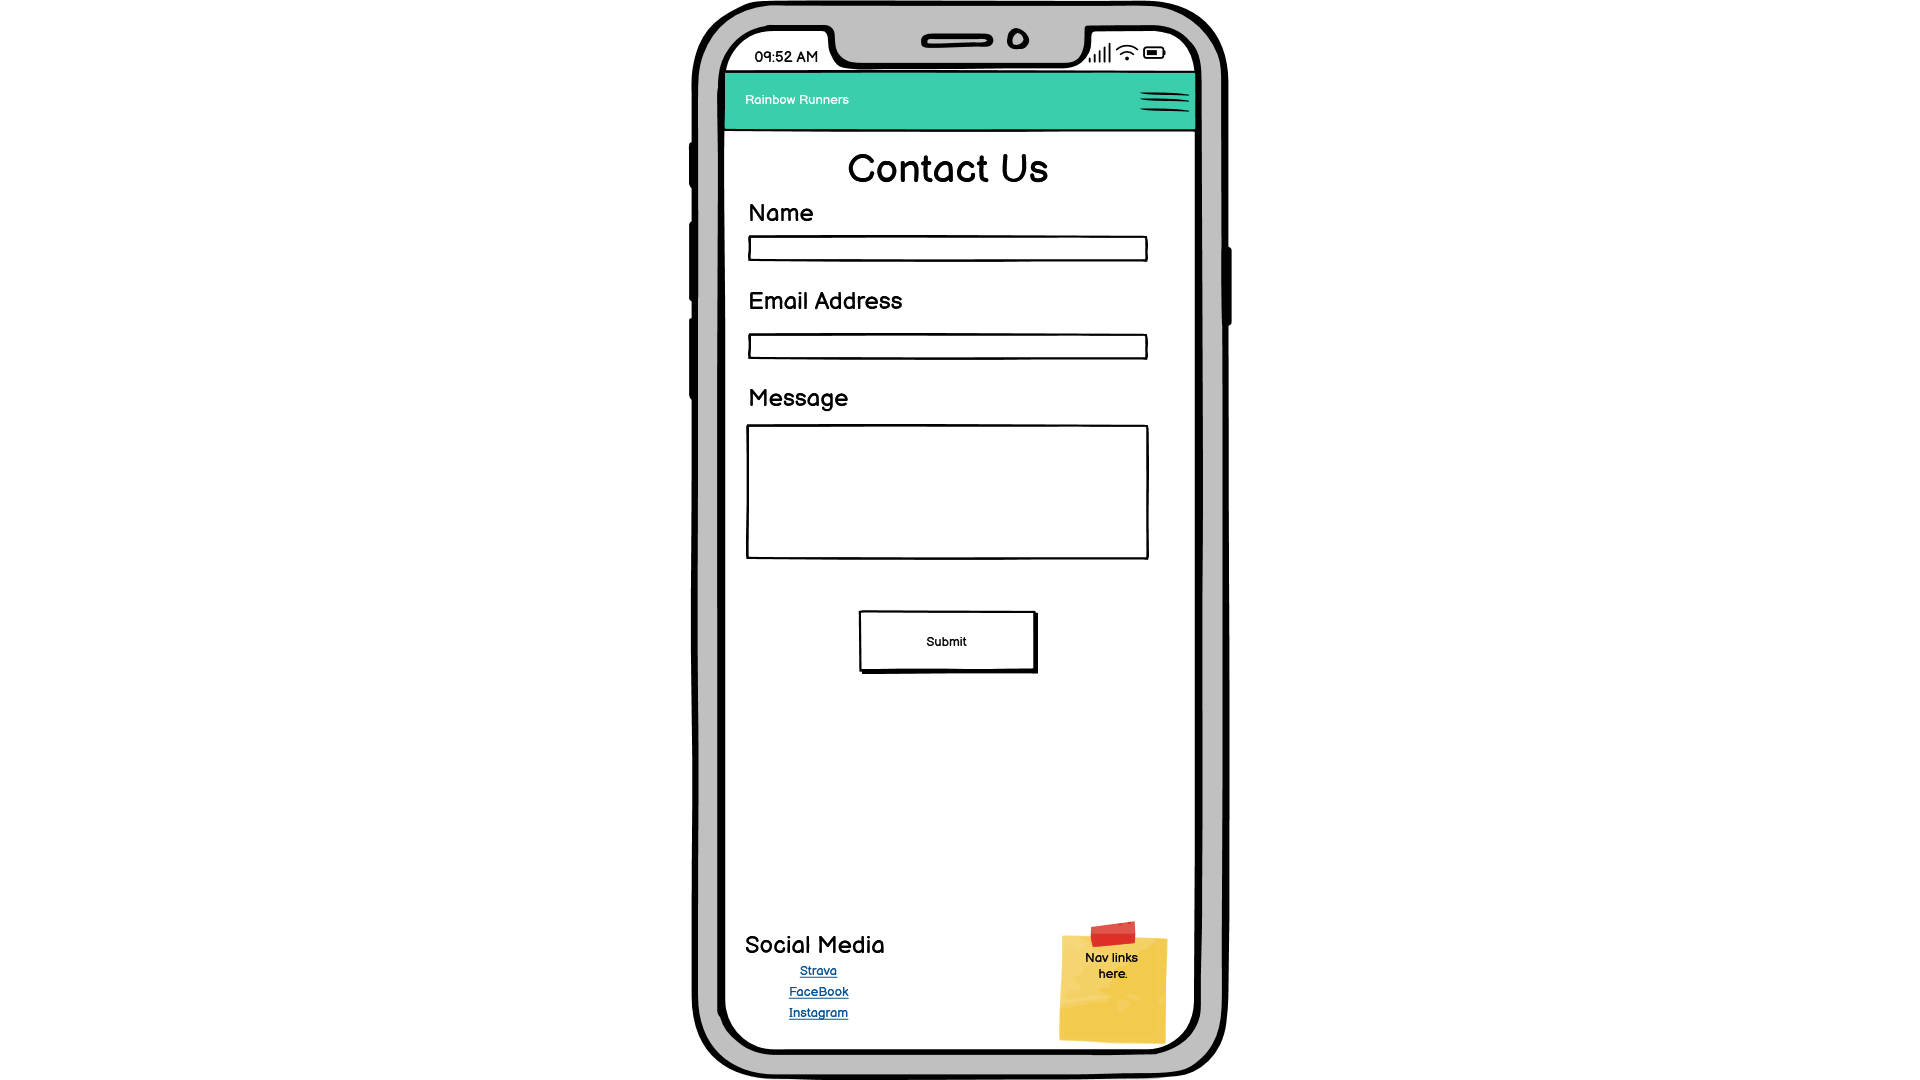 09:52 AM
Rainbow Runners
Contact Us
Name
Email Address
Message
Submit
Social Media
Strava
FaceBook
Instagram
Nav links
here.